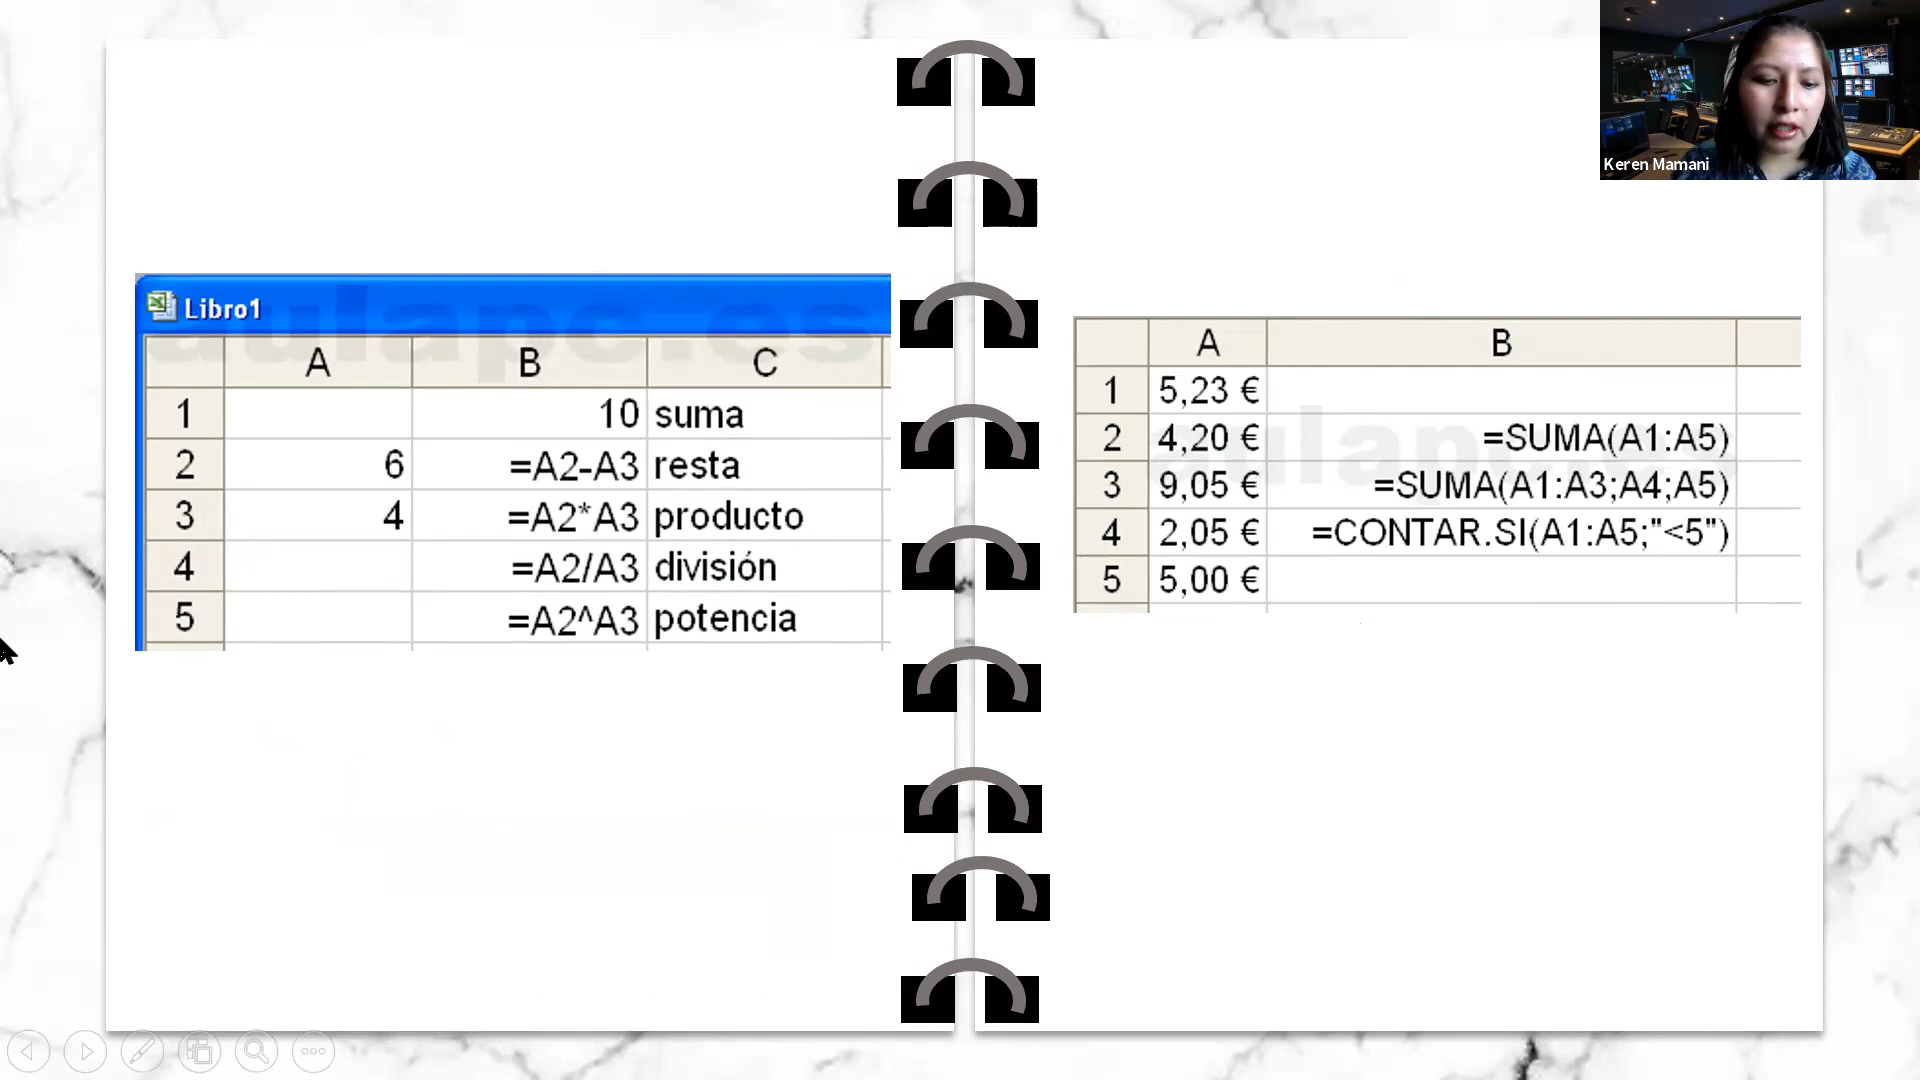 Keren Mamani
Libro1
aulapc.es
A B C
1 10 suma
2 6 =A2-A3 resta
3 4 =A2*A3 producto
4 =A2/A3 división
5 =A2^A3 potencia
A B
1 5,23 €
2 4,20 € =SUMA(A1:A5)
3 9,05 € =SUMA(A1:A3;A4;A5)
4 2,05 € =CONTAR.SI(A1:A5;"<5")
5 5,00 €